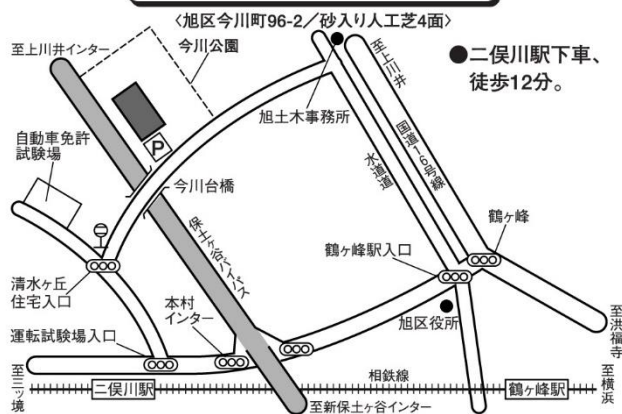 〈旭区今川町96-2／砂入り人工芝4面〉
至上川井インター
今川公園
至上川井
●二俣川駅下車、
徒歩12分。
旭土木事務所
自動車免許
試験場
P
国道16号線
水道道
今川台橋
保土ヶ谷バイパス
鶴ヶ峰
鶴ヶ峰駅入口
清水ヶ丘
住宅入口
本村
インター
旭区役所
運転試験場入口
至洪福寺
至三ッ境
二俣川駅
相鉄線
鶴ヶ峰駅
至横浜
至新保土ヶ谷インター